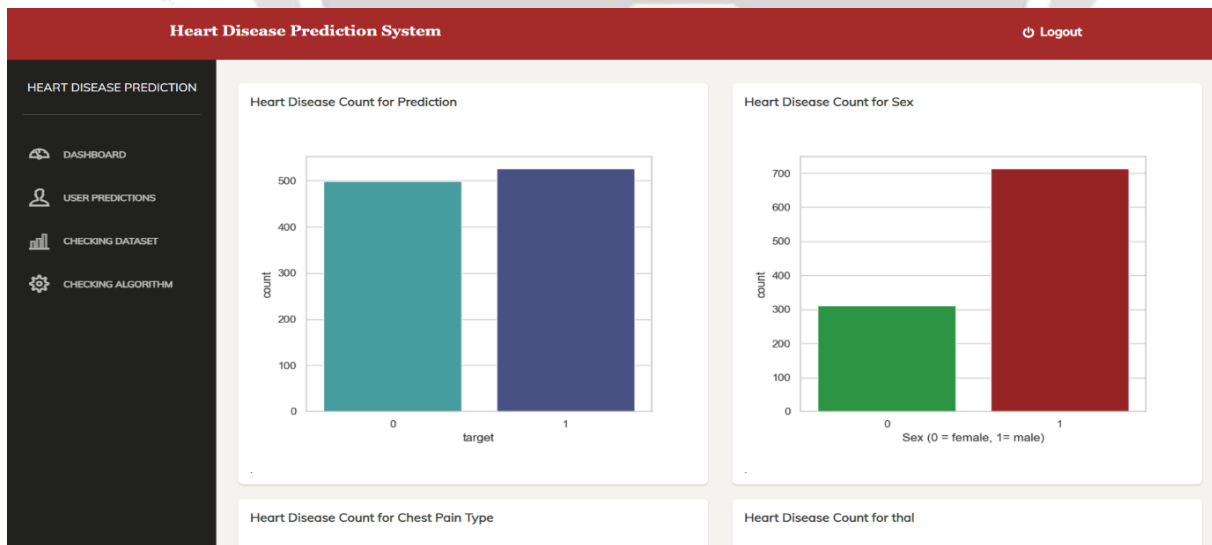 Heart Disease Prediction System
Logout
HEART DISEASE PREDICTION
DASHBOARD
USER PREDICTIONS
CHECKING DATASET
CHECKING ALGORITHM
Heart Disease Count for Prediction
500
400
300
200
100
0
count
0 1
target
.
Heart Disease Count for Sex
700
600
500
400
300
200
100
0
count
0 1
Sex (0 = female, 1= male)
.
Heart Disease Count for Chest Pain Type
Heart Disease Count for thal